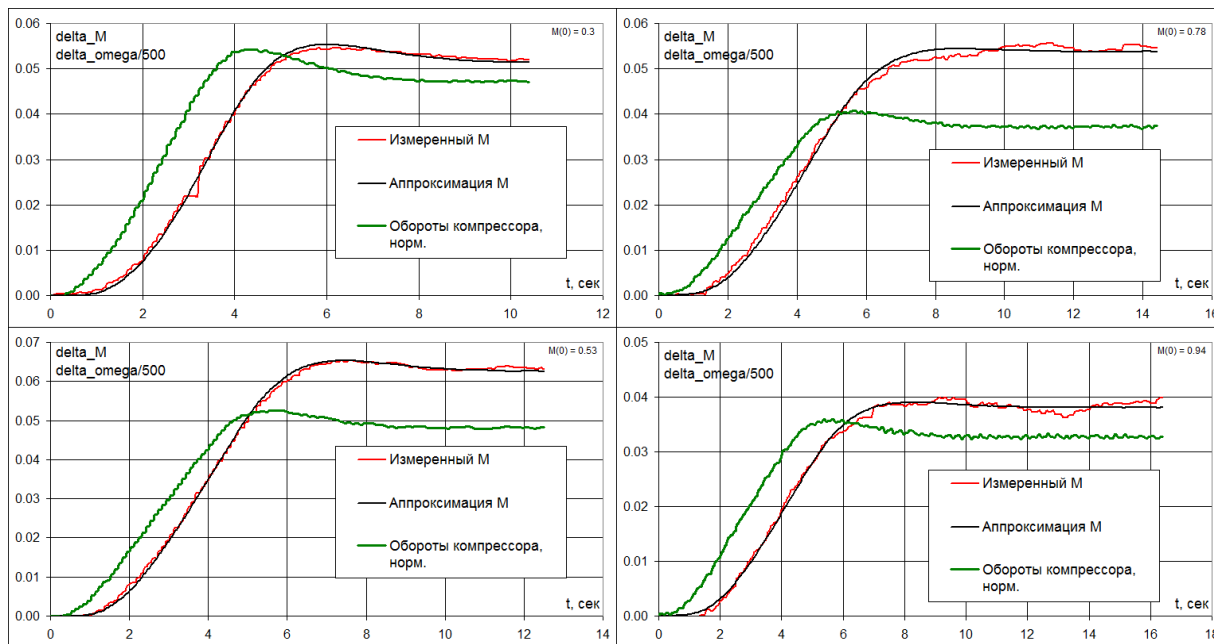 0.06
delta_M
M(0) = 0.3
delta_omega/500
0.05
0.04
Измеренный М
0.03
Аппроксимация М
0.02
Обороты компрессора,
норм.
0.01
t, сек
0.00
0 2 4 6 8 10 12
0.06
delta_M
M(0) = 0.78
delta_omega/500
0.05
0.04
0.03
Измеренный М
Аппроксимация М
0.02
Обороты компрессора,
норм.
0.01
t, сек
0.00
0 2 4 6 8 10 12 14 16
0.07
delta_M
M(0) = 0.53
delta_omega/500
0.06
0.05
0.04
Измеренный М
0.03
Аппроксимация М
0.02
Обороты компрессора,
норм.
0.01
t, сек
0.00
0 2 4 6 8 10 12 14
0.05
delta_M
M(0) = 0.94
delta_omega/500
0.04
0.03
Измеренный М
0.02
Аппроксимация М
0.01
Обороты компрессора,
норм.
t, сек
0.00
0 2 4 6 8 10 12 14 16 18